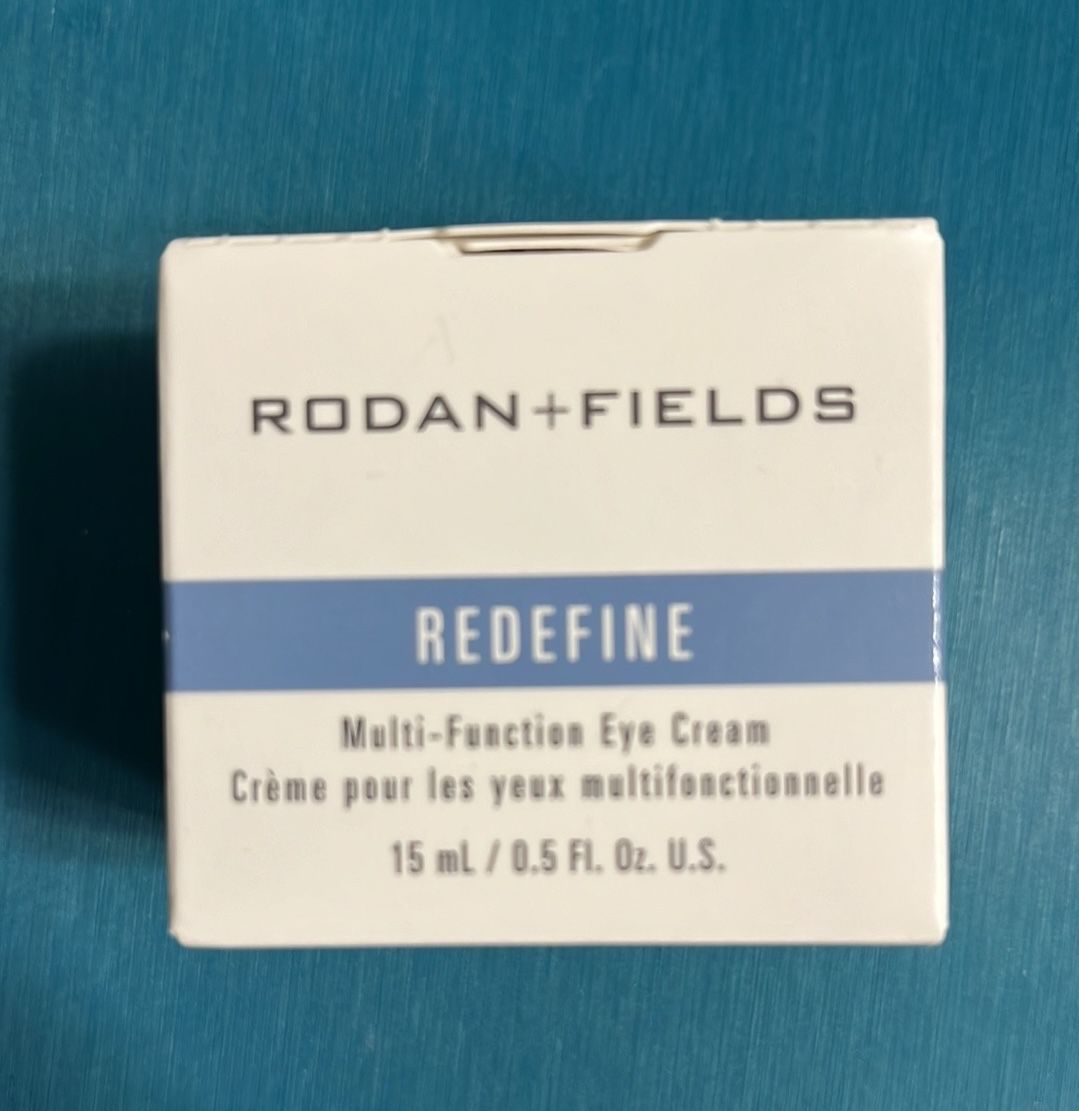 RODAN+FIELDS
REDEFINE
Multi-Function Eye Cream
Crème pour les yeux multifonctionnelle
15 mL / 0.5 Fl. Oz. U.S.